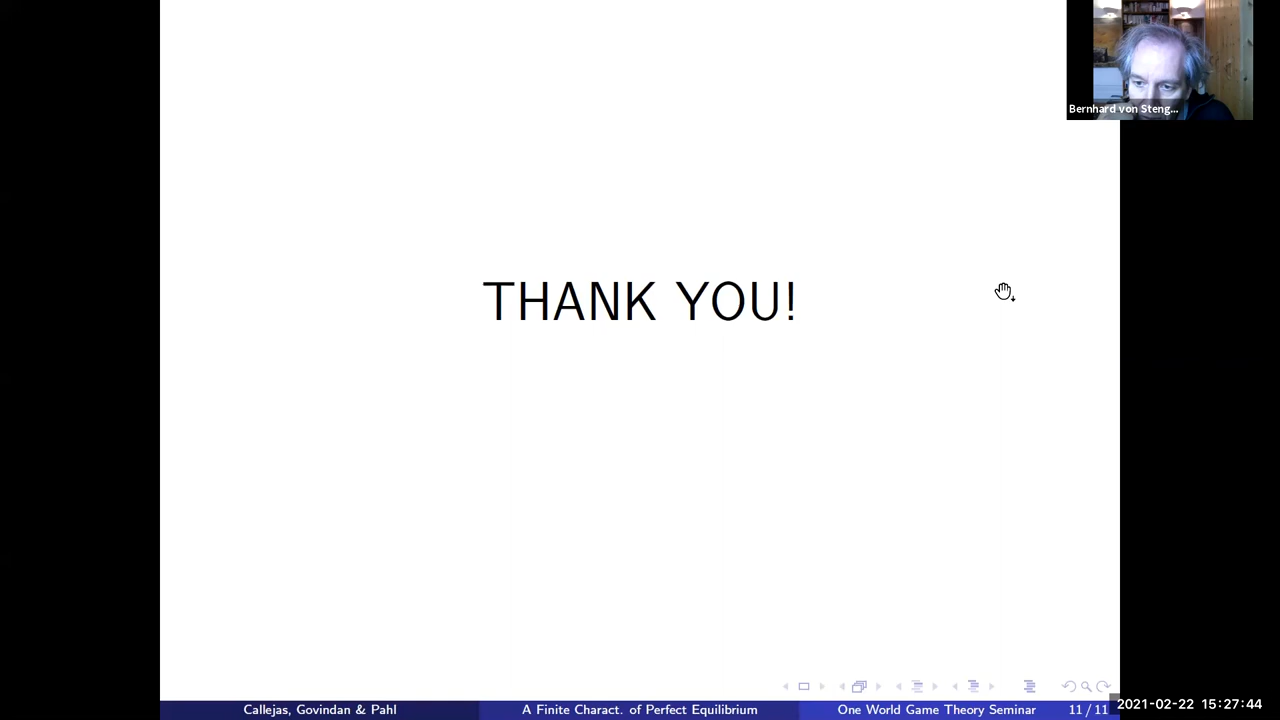 Bernhard von Steng...
THANK YOU!
Callejas, Govindan & Pahl
A Finite Charact. of Perfect Equilibrium
One World Game Theory Seminar
11 / 11
2021-02-22 15:27:44